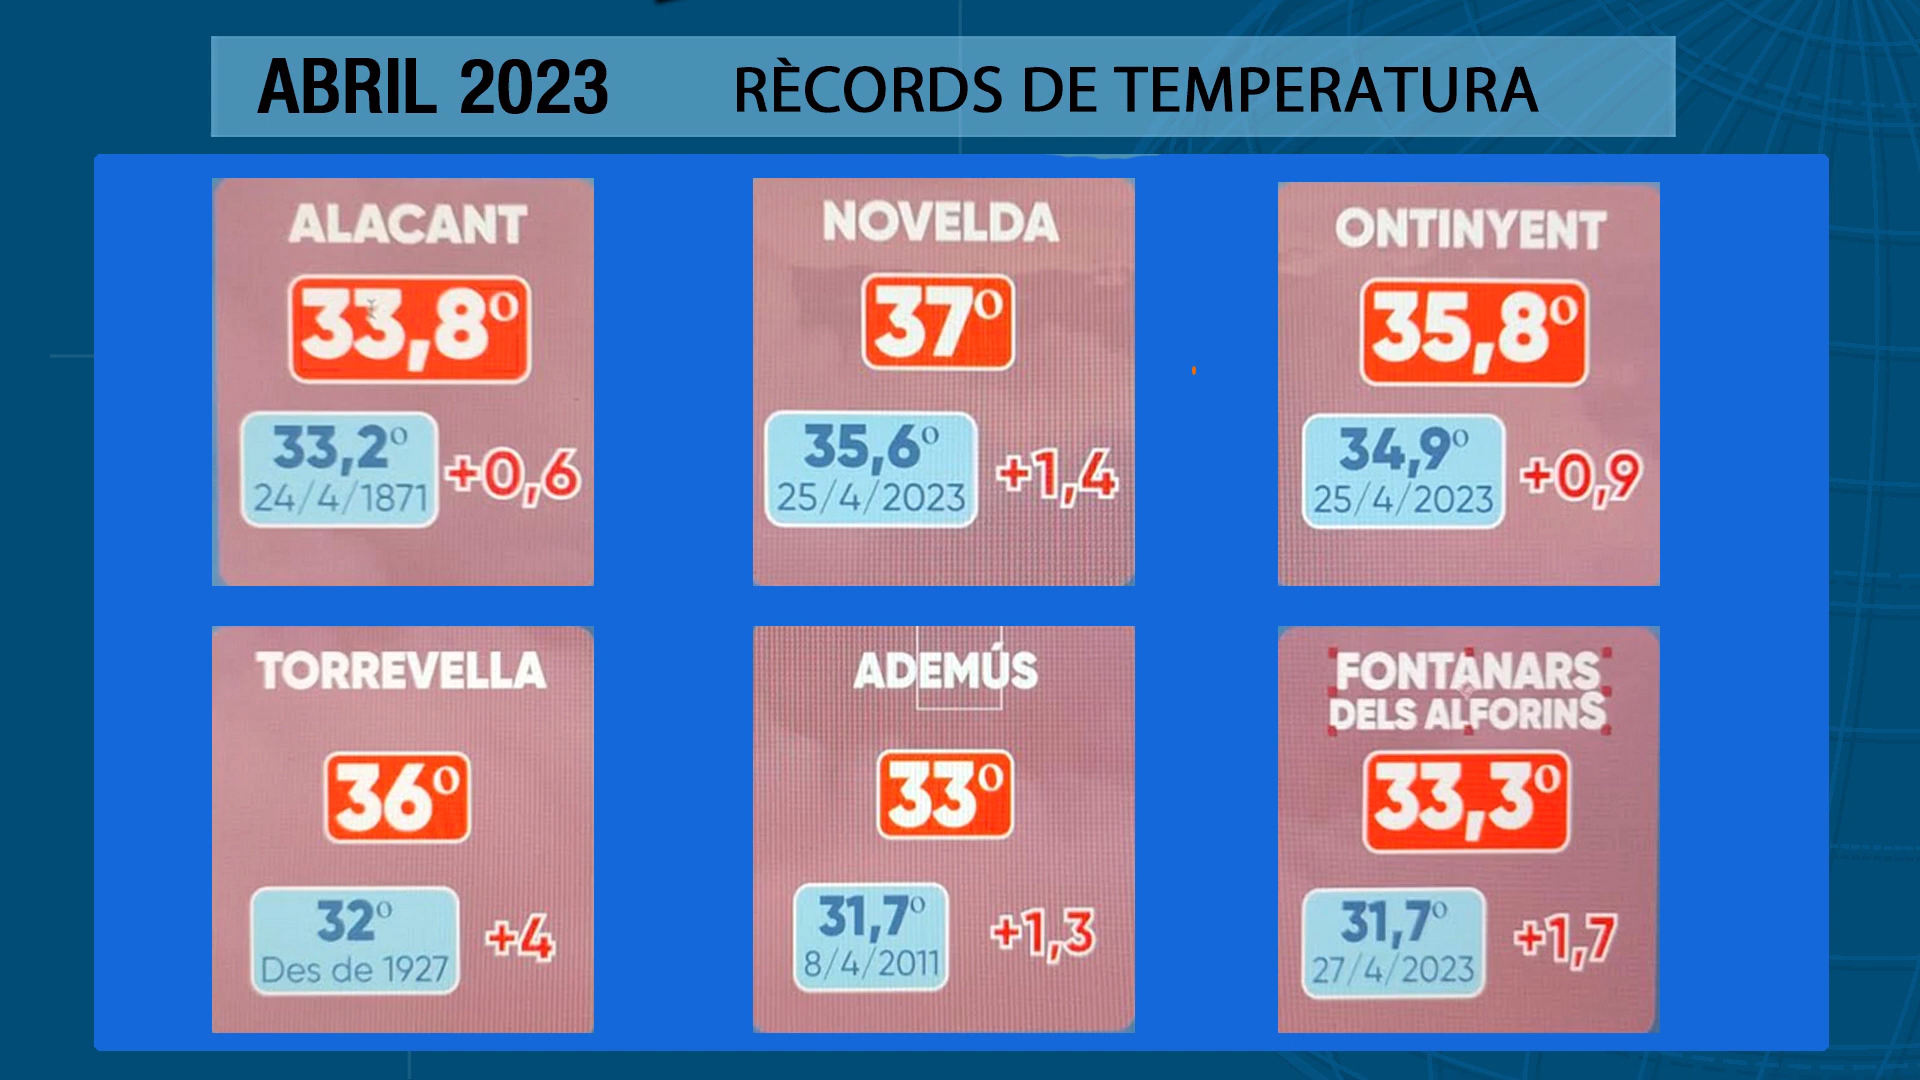 ABRIL 2023 RÈCORDS DE TEMPERATURA
ALACANT
33,8º
33,2º
24/4/1871
+0,6
NOVELDA
37º
35,6º
25/4/2023
+1,4
ONTINYENT
35,8º
34,9º
25/4/2023
+0,9
TORREVELLA
36º
32º
Des de 1927
+4
ADEMÚS
33º
31,7º
8/4/2011
+1,3
FONTANARS
DELS ALFORINS
33,3º
31,7º
27/4/2023
+1,7